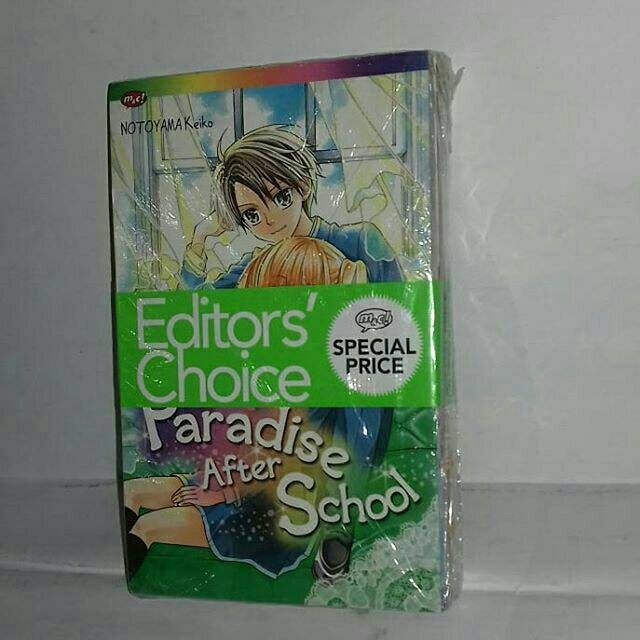 m&c!
NOTOYAMA Keiko
Editors'
Choice
m&c!
SPECIAL
PRICE
Paradise
After
School